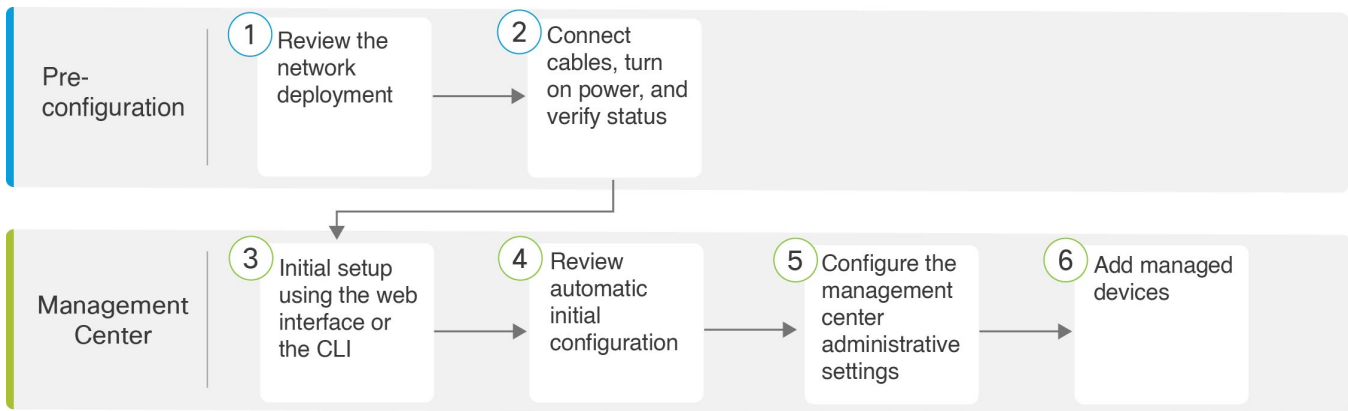 Pre-
configuration
1
Review the
network
deployment
2
Connect
cables, turn
on power, and
verify status
Management
Center
3
Initial setup
using the web
interface or
the CLI
4
Review
automatic
initial
configuration
5
Configure the
management
center
administrative
settings
6
Add managed
devices